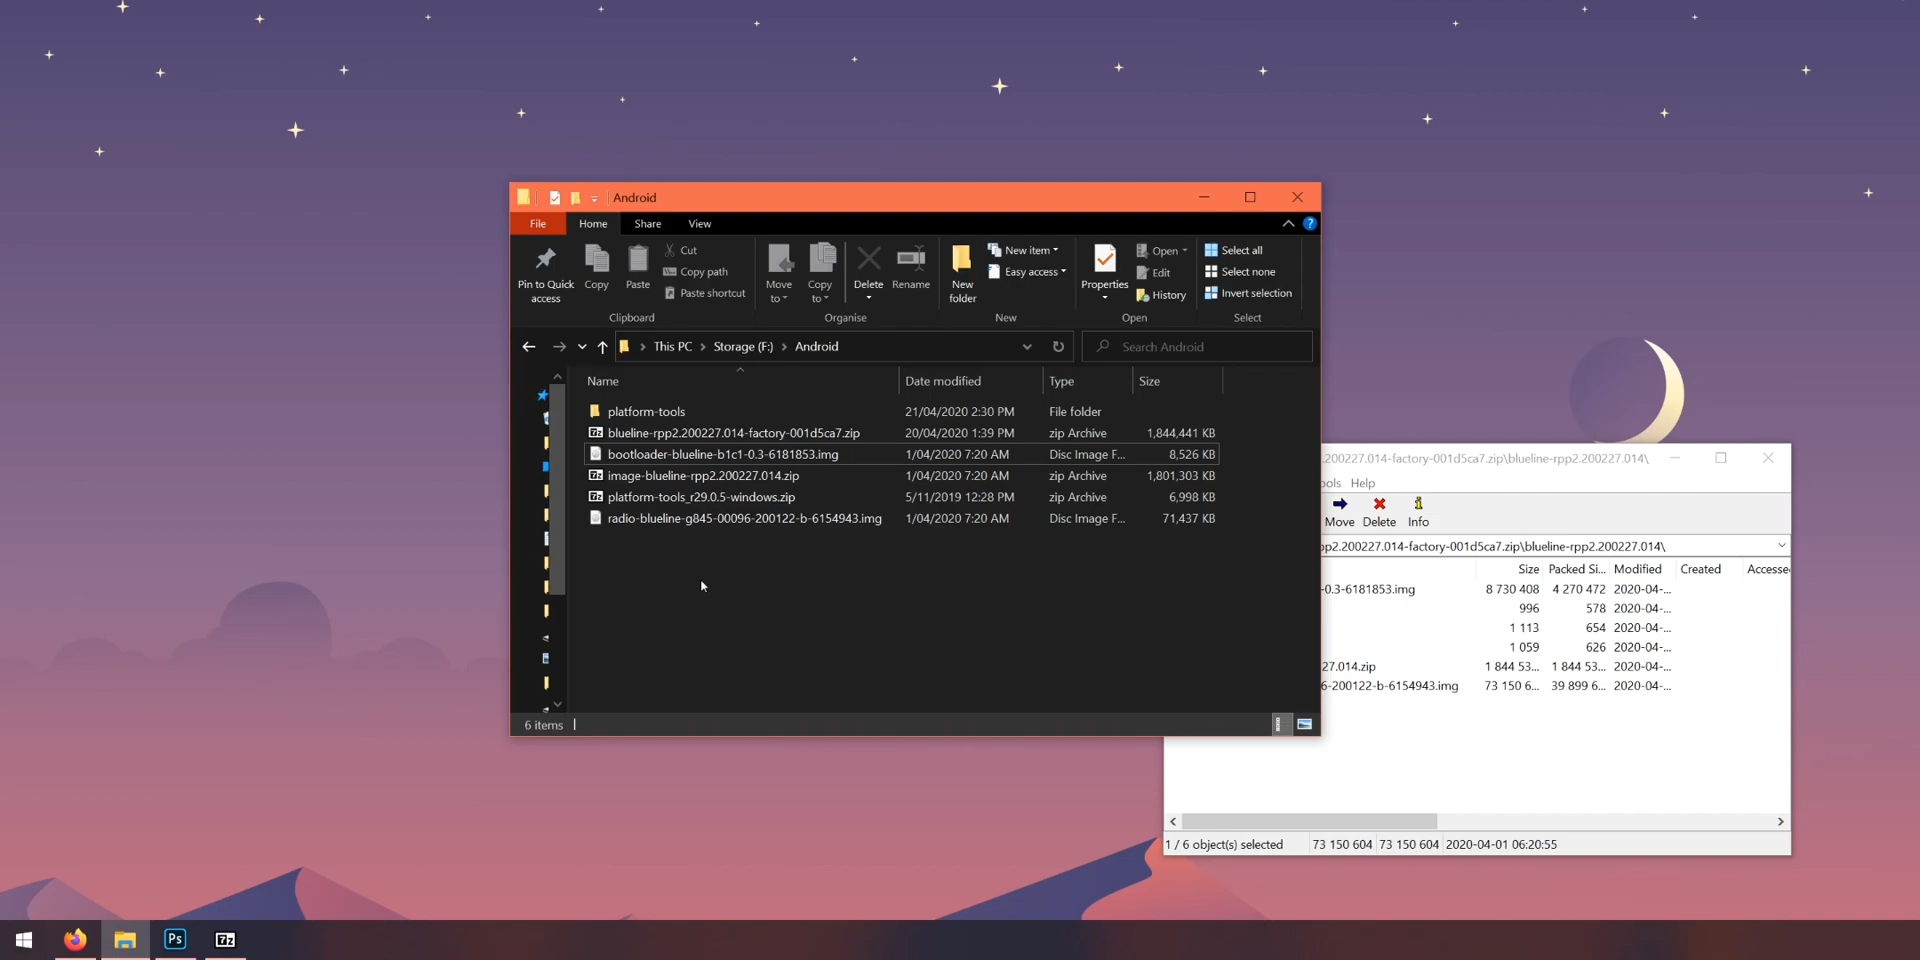 Android
File Home Share View
Pin to Quick access
Copy
Paste
Cut
Copy path
Paste shortcut
Clipboard
Move to
Copy to
Delete
Rename
Organise
New folder
New item
Easy access
New
Properties
Open
Edit
History
Open
Select all
Select none
Invert selection
Select
This PC Storage (F:) Android
Search Android
Name Date modified Type Size
platform-tools 21/04/2020 2:30 PM File folder
blueline-rpp2.200227.014-factory-001d5ca7.zip 20/04/2020 1:39 PM zip Archive 1,844,441 KB
bootloader-blueline-b1c1-0.3-6181853.img 1/04/2020 7:20 AM Disc Image F... 8,526 KB
image-blueline-rpp2.200227.014.zip 1/04/2020 7:20 AM zip Archive 1,801,303 KB
platform-tools_r29.0.5-windows.zip 5/11/2019 12:28 PM zip Archive 6,998 KB
radio-blueline-g845-00096-200122-b-6154943.img 1/04/2020 7:20 AM Disc Image F... 71,437 KB
6 items
.200227.014-factory-001d5ca7.zip\blueline-rpp2.200227.014\
ools Help
Move Delete Info
pp2.200227.014-factory-001d5ca7.zip\blueline-rpp2.200227.014\
Size Packed Si... Modified Created Accesse
-0.3-6181853.img 8 730 408 4 270 472 2020-04-...
996 578 2020-04-...
1 113 654 2020-04-...
1 059 626 2020-04-...
27.014.zip 1 844 53... 1 844 53... 2020-04-...
6-200122-b-6154943.img 73 150 6... 39 899 6... 2020-04-...
1 / 6 object(s) selected 73 150 604 73 150 604 2020-04-01 06:20:55
Ps 7z